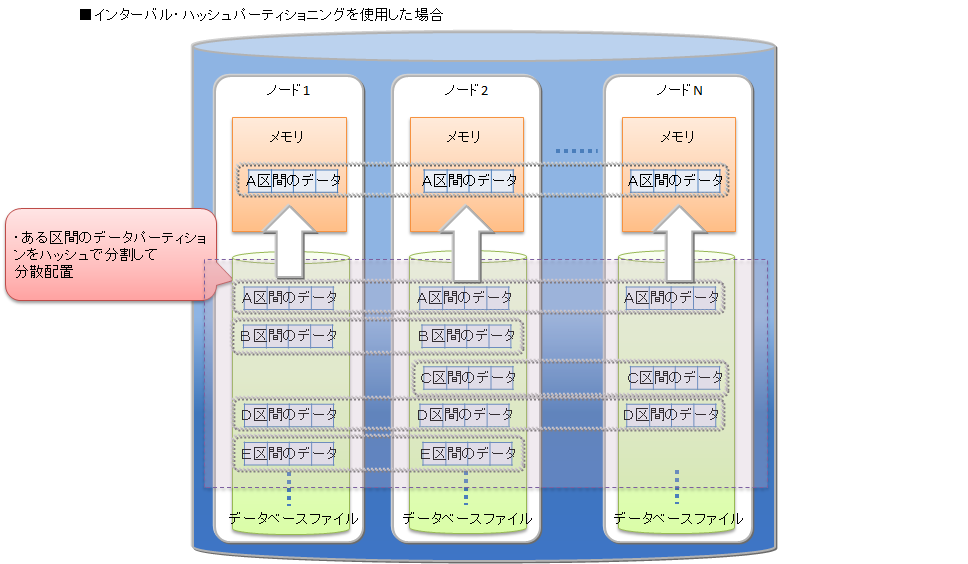 ■インターバル・ハッシュパーティショニングを使用した場合
ノード1
ノード2
ノードN
メモリ
メモリ
メモリ
A区間のデータ
A区間のデータ
A区間のデータ
・ある区間のデータパーティショ
ンをハッシュで分割して
分散配置
A区間のデータ
A区間のデータ
A区間のデータ
B区間のデータ
B区間のデータ
C区間のデータ
C区間のデータ
D区間のデータ
D区間のデータ
D区間のデータ
E区間のデータ
E区間のデータ
データベースファイル
データベースファイル
データベースファイル